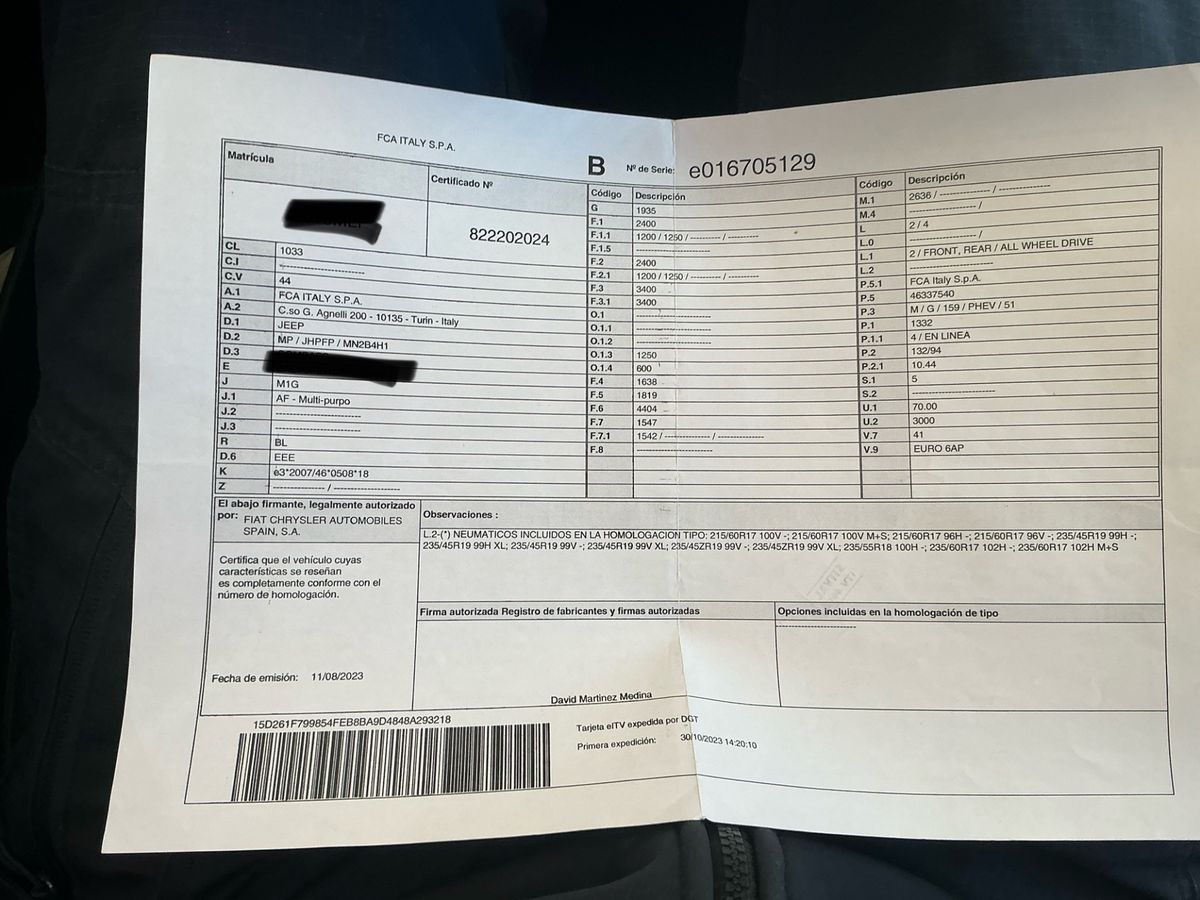 FCA ITALY S.P.A.
B Nº de Serie: e016705129
Matrícula
Certificado Nº
822202024
CL 1033
C.I ----------------------
C.V 44
A.1 FCA ITALY S.P.A.
A.2 C.so G. Agnelli 200 - 10135 - Turin - Italy
D.1 JEEP
D.2 MP / JHPFP / MN2B4H1
D.3
E
J M1G
J.1 AF - Multi-purpo
J.2 ----------------------
J.3 ----------------------
R BL
D.6 EEE
K e3*2007/46*0508*18
Z -------------- / ------------------
Código Descripción
G 1935
F.1 2400
F.1.1 1200 / 1250 / --------- / ---------
F.1.5 ----------------------
F.2 2400
F.2.1 1200 / 1250 / --------- / ---------
F.3 3400
F.3.1 3400
O.1 ----------------------
O.1.1 ----------------------
O.1.2 ----------------------
O.1.3 1250
O.1.4 600
F.4 1638
F.5 1819
F.6 4404
F.7 1547
F.7.1 1542 / -------------- / --------------
F.8 ----------------------
Código Descripción
M.1 2636 / -------------- / --------------
M.4 ------------------ /
L 2 / 4
L.0 ------------------ /
L.1 2 / FRONT, REAR / ALL WHEEL DRIVE
L.2 ----------------------
P.5.1 FCA Italy S.p.A.
P.5 46337540
P.3 M / G / 159 / PHEV / 51
P.1 1332
P.1.1 4 / EN LINEA
P.2 132/94
P.2.1 10.44
S.1 5
S.2 ----------------------
U.1 70.00
U.2 3000
V.7 41
V.9 EURO 6AP
El abajo firmante, legalmente autorizado
por: FIAT CHRYSLER AUTOMOBILES
SPAIN, S.A.
Certifica que el vehículo cuyas
características se reseñan
es completamente conforme con el
número de homologación.
Fecha de emisión: 11/08/2023
Observaciones :
L.2-(*) NEUMATICOS INCLUIDOS EN LA HOMOLOGACION TIPO: 215/60R17 100V -; 215/60R17 100V M+S; 215/60R17 96H -; 215/60R17 96V -; 235/45R19 99H -;
235/45R19 99H XL; 235/45R19 99V -; 235/45R19 99V XL; 235/45ZR19 99V -; 235/45ZR19 99V XL; 235/55R18 100H -; 235/60R17 102H -; 235/60R17 102H M+S
Firma autorizada Registro de fabricantes y firmas autorizadas
David Martinez Medina
Opciones incluidas en la homologación de tipo
----------------------
15D261F799854FEB8BA9D4848A293218
Tarjeta eITV expedida por DGT
Primera expedición: 30/10/2023 14:20:10